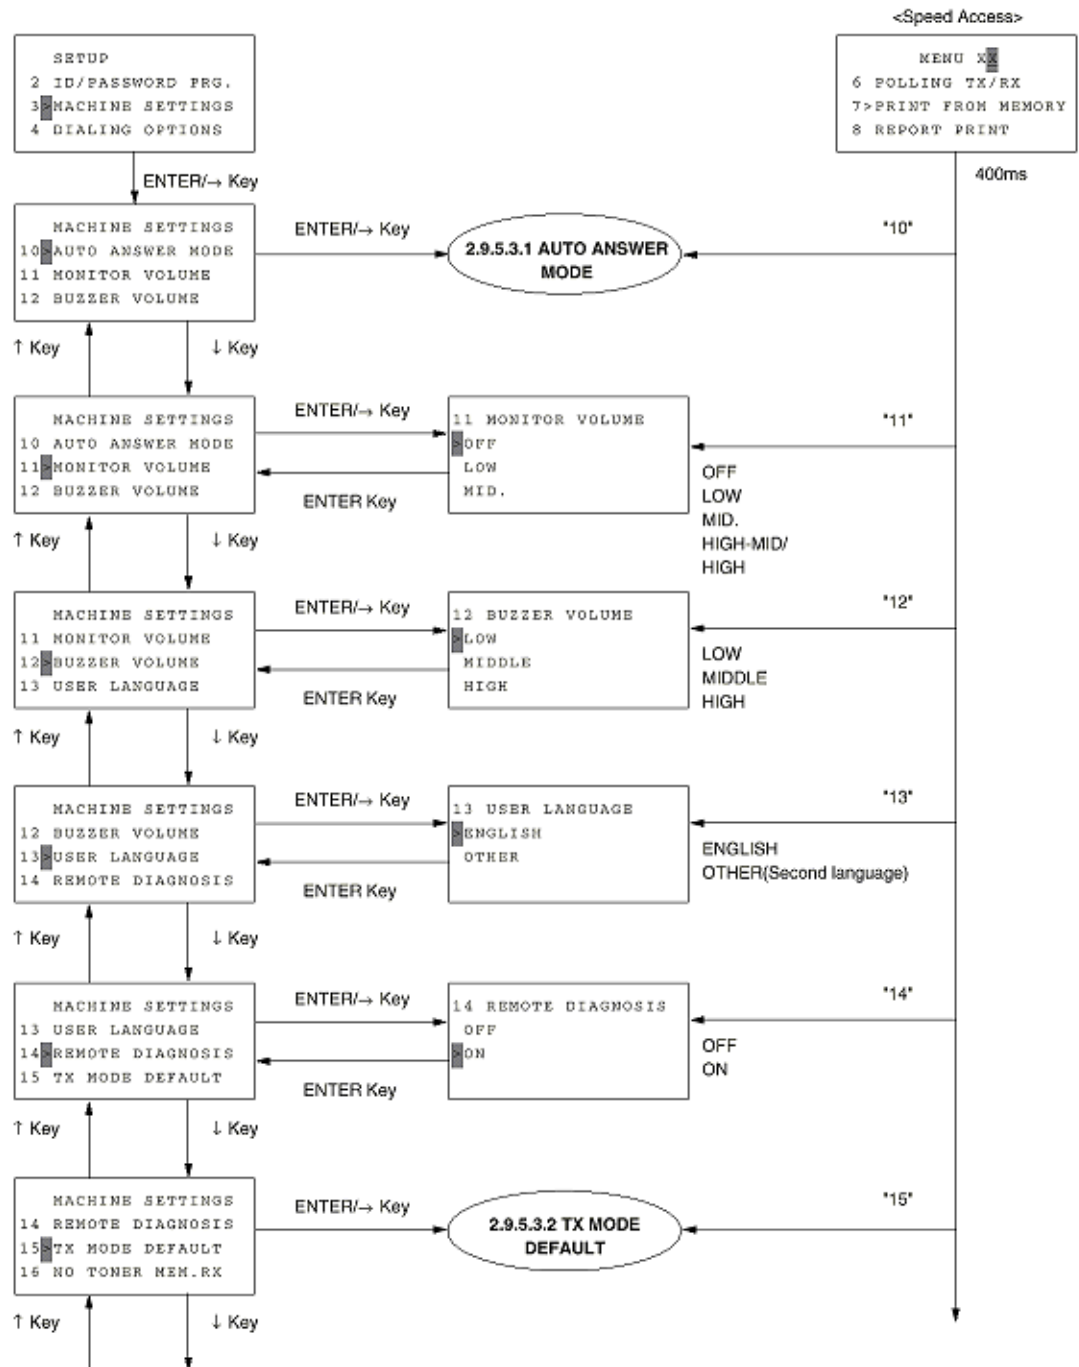 <Speed Access>
SETUP
2 ID/PASSWORD PRG.
3>MACHINE SETTINGS
4 DIALING OPTIONS
MENU XX
6 POLLING TX/RX
7>PRINT FROM MEMORY
8 REPORT PRINT
ENTER/→ Key
400ms
MACHINE SETTINGS
10>AUTO ANSWER MODE
11 MONITOR VOLUME
12 BUZZER VOLUME
ENTER/→ Key
2.9.5.3.1 AUTO ANSWER
MODE
"10"
↑ Key
↓ Key
MACHINE SETTINGS
10 AUTO ANSWER MODE
11>MONITOR VOLUME
12 BUZZER VOLUME
ENTER/→ Key
ENTER Key
11 MONITOR VOLUME
>OFF
LOW
MID.
"11"
OFF
LOW
MID.
HIGH-MID/
HIGH
↑ Key
↓ Key
MACHINE SETTINGS
11 MONITOR VOLUME
12>BUZZER VOLUME
13 USER LANGUAGE
ENTER/→ Key
ENTER Key
12 BUZZER VOLUME
>LOW
MIDDLE
HIGH
"12"
LOW
MIDDLE
HIGH
↑ Key
↓ Key
MACHINE SETTINGS
12 BUZZER VOLUME
13>USER LANGUAGE
14 REMOTE DIAGNOSIS
ENTER/→ Key
ENTER Key
13 USER LANGUAGE
>ENGLISH
OTHER
"13"
ENGLISH
OTHER(Second language)
↑ Key
↓ Key
MACHINE SETTINGS
13 USER LANGUAGE
14>REMOTE DIAGNOSIS
15 TX MODE DEFAULT
ENTER/→ Key
ENTER Key
14 REMOTE DIAGNOSIS
OFF
>ON
"14"
OFF
ON
↑ Key
↓ Key
MACHINE SETTINGS
14 REMOTE DIAGNOSIS
15>TX MODE DEFAULT
16 NO TONER MEM.RX
ENTER/→ Key
2.9.5.3.2 TX MODE
DEFAULT
"15"
↑ Key
↓ Key